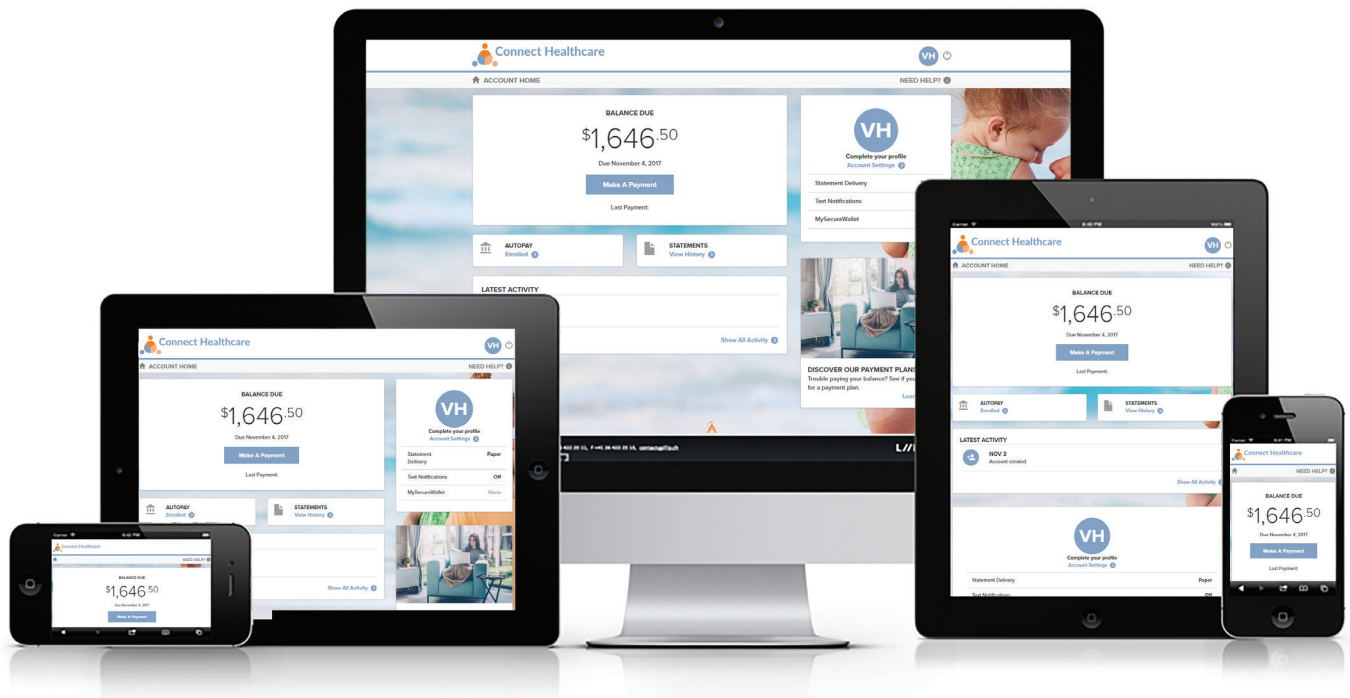 Connect Healthcare
VH
ACCOUNT HOME
NEED HELP?
BALANCE DUE
$1,646.50
Due November 4, 2017
Make A Payment
Last Payment:
VH
Complete your profile
Account Settings
Statement Delivery
Text Notifications
MySecureWallet
AUTOPAY
Enrolled
STATEMENTS
View History
LATEST ACTIVITY
Show All Activity
DISCOVER OUR PAYMENT PLANS
Trouble paying your balance? See if you
for a payment plan.
Connect Healthcare
VH
ACCOUNT HOME
NEED HELP?
BALANCE DUE
$1,646.50
Due November 4, 2017
Make A Payment
Last Payment:
VH
Complete your profile
Account Settings
Statement Delivery Paper
Text Notifications Off
MySecureWallet None
AUTOPAY
Enrolled
STATEMENTS
View History
Show All Activity
9:41 PM
Connect Healthcare
NEED HELP?
BALANCE DUE
$1,646.50
Due November 4, 2017
Make A Payment
Connect Healthcare
VH
ACCOUNT HOME
NEED HELP?
BALANCE DUE
$1,646.50
Due November 4, 2017
Make A Payment
Last Payment:
AUTOPAY
Enrolled
STATEMENTS
View History
LATEST ACTIVITY
NOV 3
Account created
Show All Activity
VH
Complete your profile
Account Settings
Statement Delivery Paper
Text Notifications Off
Connect Healthcare
NEED HELP?
BALANCE DUE
$1,646.50
Due November 4, 2017
Make A Payment
Last Payment: